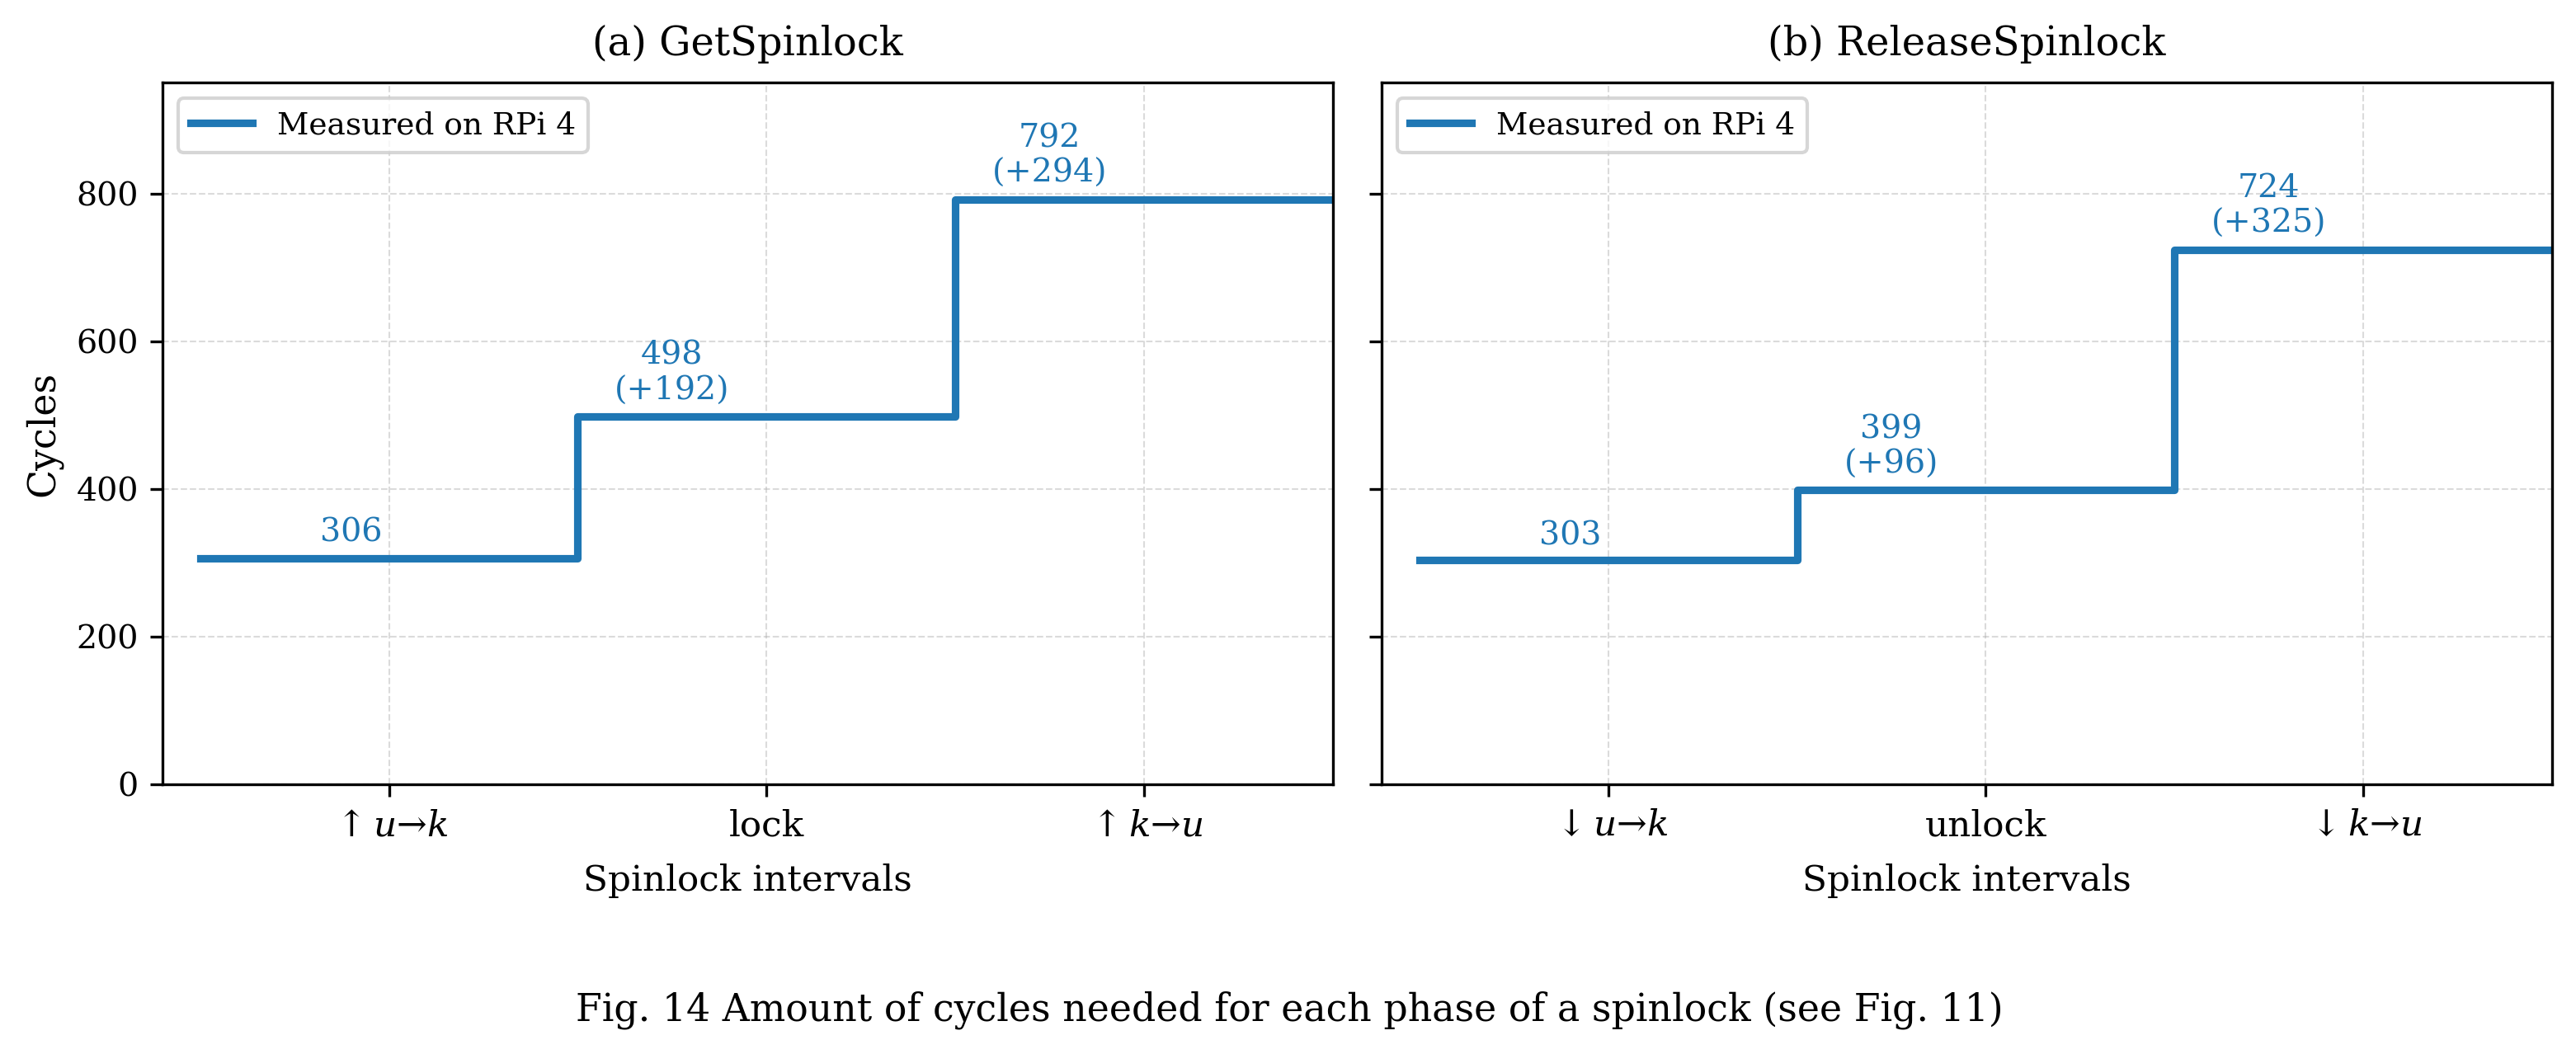 (a) GetSpinlock
Measured on RPi 4
792
(+294)
498
(+192)
306
Cycles
800
600
400
200
0
↑ u→k
lock
↑ k→u
Spinlock intervals
(b) ReleaseSpinlock
Measured on RPi 4
724
(+325)
399
(+96)
303
↓ u→k
unlock
↓ k→u
Spinlock intervals
Fig. 14 Amount of cycles needed for each phase of a spinlock (see Fig. 11)